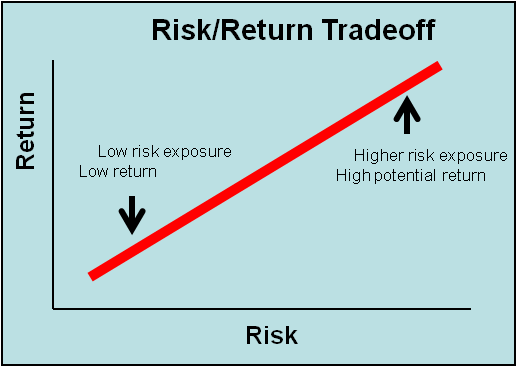 Risk/Return Tradeoff
Return
Low risk exposure
Low return
Higher risk exposure
High potential return
Risk